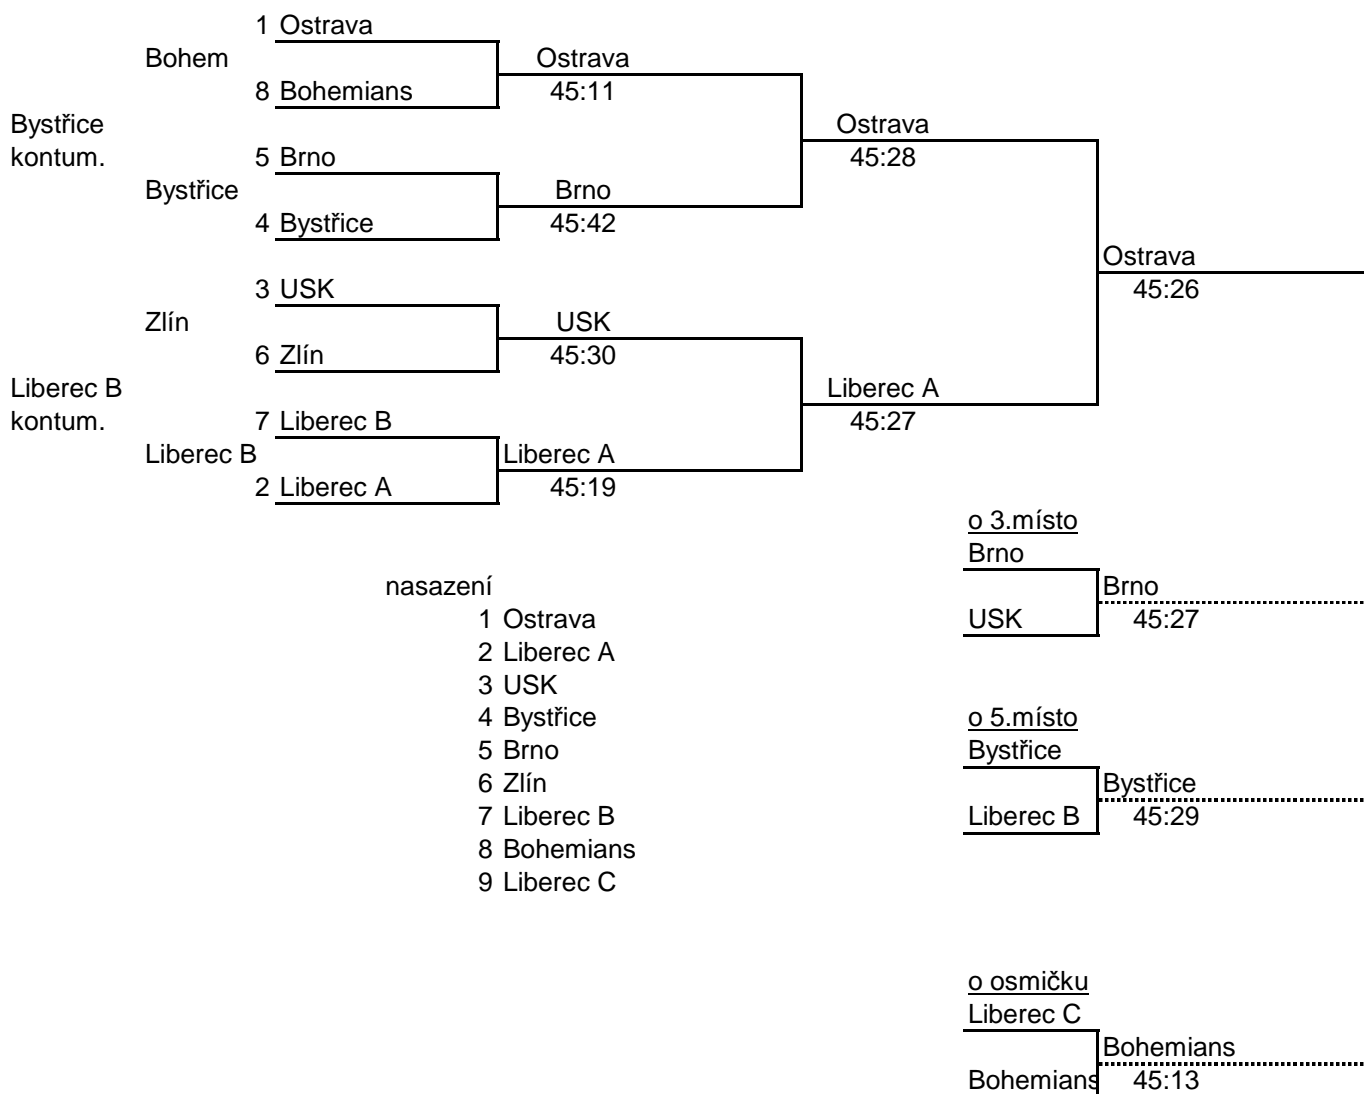 1 Ostrava
Bohem Ostrava
8 Bohemians 45:11
Bystřice Ostrava
kontum. 5 Brno 45:28
Bystřice Brno
4 Bystřice 45:42
Ostrava
3 USK 45:26
Zlín USK
6 Zlín 45:30
Liberec B Liberec A
kontum. 7 Liberec B 45:27
Liberec B Liberec A
2 Liberec A 45:19
o 3.místo
Brno
nasazení Brno
1 Ostrava USK 45:27
2 Liberec A
3 USK
4 Bystřice o 5.místo
5 Brno Bystřice
6 Zlín Bystřice
7 Liberec B Liberec B 45:29
8 Bohemians
9 Liberec C
o osmičku
Liberec C
Bohemians
Bohemians 45:13